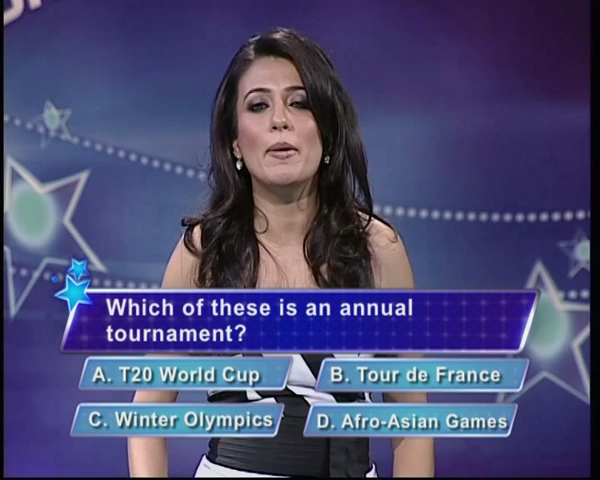 Which of these is an annual
tournament?
A. T20 World Cup
B. Tour de France
C. Winter Olympics
D. Afro-Asian Games